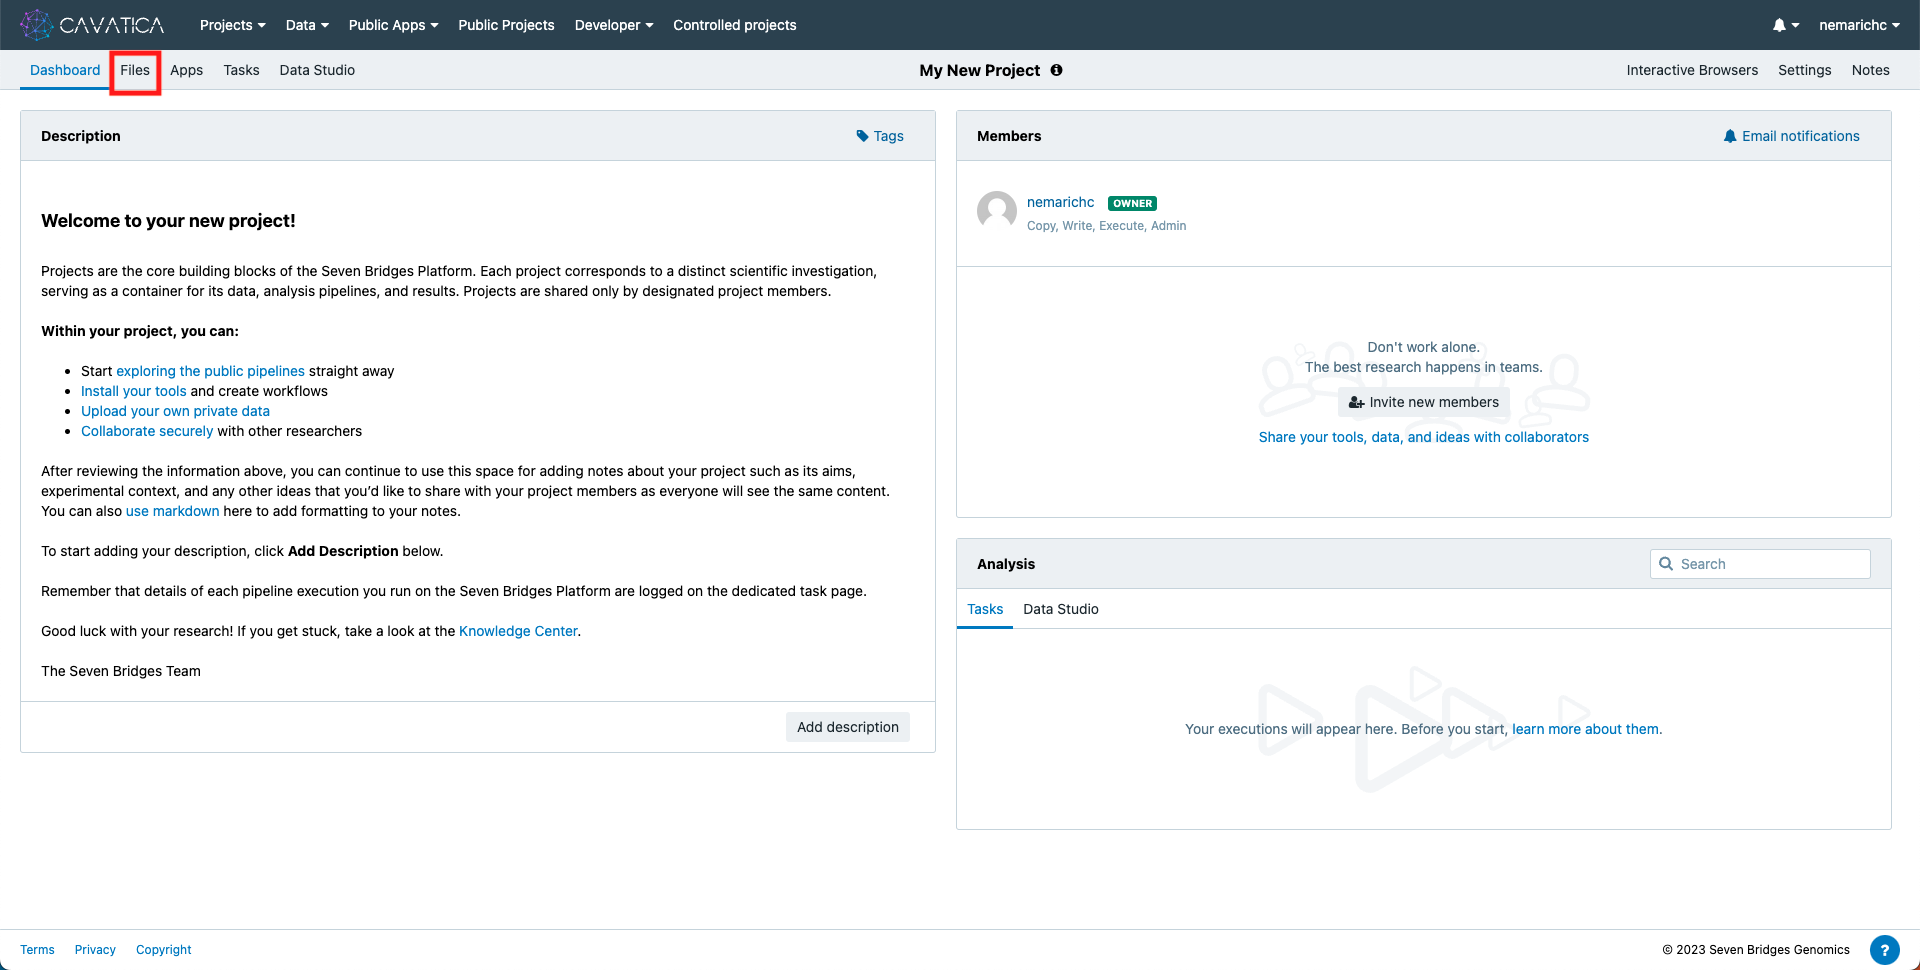 CAVATICA Projects Data Public Apps Public Projects Developer Controlled projects nemarichc
Dashboard Files Apps Tasks Data Studio My New Project Interactive Browsers Settings Notes
Description Tags
Welcome to your new project!
Projects are the core building blocks of the Seven Bridges Platform. Each project corresponds to a distinct scientific investigation,
serving as a container for its data, analysis pipelines, and results. Projects are shared only by designated project members.
Within your project, you can:
• Start exploring the public pipelines straight away
• Install your tools and create workflows
• Upload your own private data
• Collaborate securely with other researchers
After reviewing the information above, you can continue to use this space for adding notes about your project such as its aims,
experimental context, and any other ideas that you’d like to share with your project members as everyone will see the same content.
You can also use markdown here to add formatting to your notes.
To start adding your description, click Add Description below.
Remember that details of each pipeline execution you run on the Seven Bridges Platform are logged on the dedicated task page.
Good luck with your research! If you get stuck, take a look at the Knowledge Center.
The Seven Bridges Team
Add description
Members Email notifications
nemarichc OWNER
Copy, Write, Execute, Admin
Don't work alone.
The best research happens in teams.
Invite new members
Share your tools, data, and ideas with collaborators
Analysis Search
Tasks Data Studio
Your executions will appear here. Before you start, learn more about them.
Terms Privacy Copyright © 2023 Seven Bridges Genomics ?